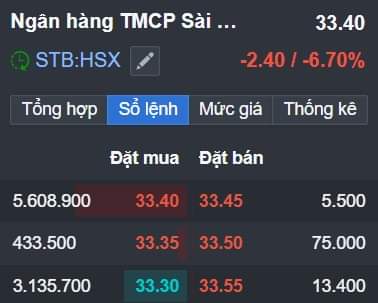 Ngân hàng TMCP Sài ... 33.40
STB:HSX -2.40 / -6.70%
Tổng hợp Sổ lệnh Mức giá Thống kê
Đặt mua Đặt bán
5.608.900 33.40 33.45 5.500
433.500 33.35 33.50 75.000
3.135.700 33.30 33.55 13.400